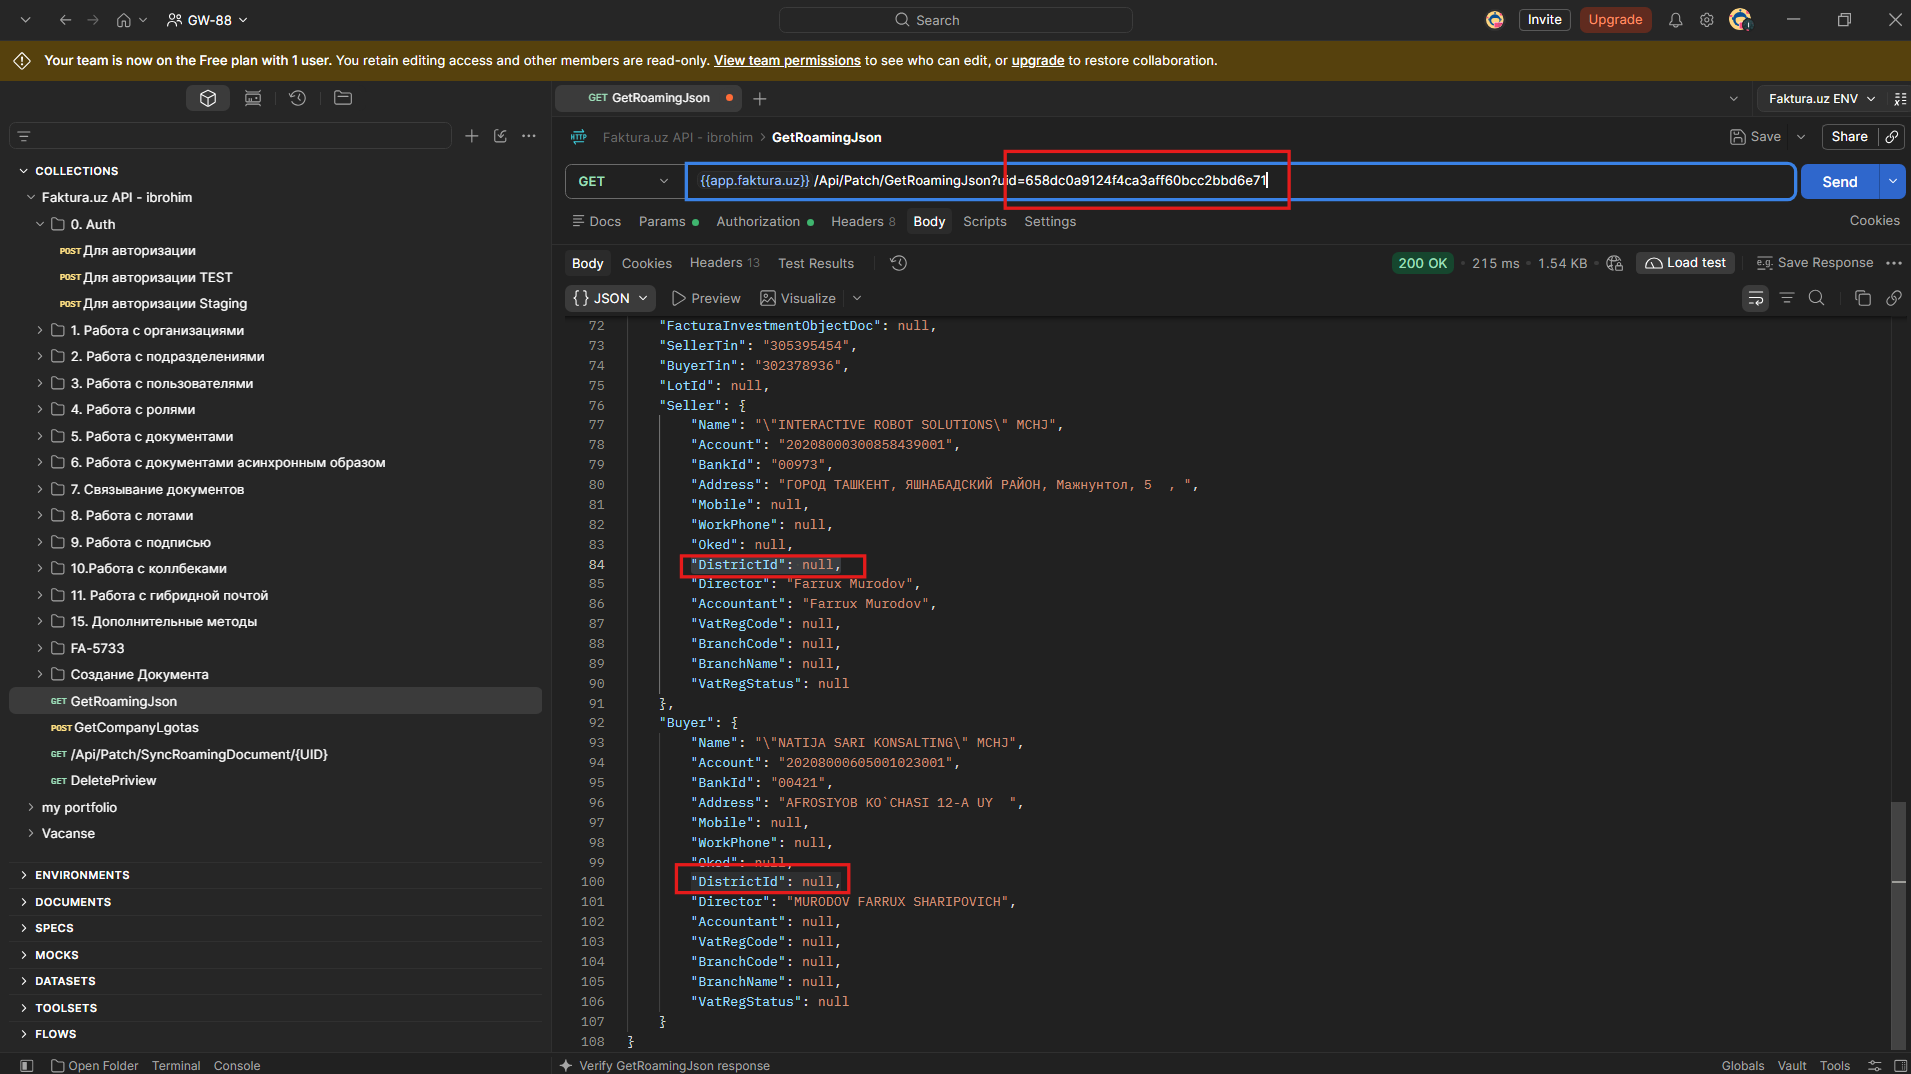 GW-88
Search
Invite
Upgrade
Your team is now on the Free plan with 1 user. You retain editing access and other members are read-only. View team permissions to see who can edit, or upgrade to restore collaboration.
GET GetRoamingJson
Faktura.uz ENV
COLLECTIONS
Faktura.uz API - ibrohim
0. Auth
POST Для авторизации
POST Для авторизации TEST
POST Для авторизации Staging
1. Работа с организациями
2. Работа с подразделениями
3. Работа с пользователями
4. Работа с ролями
5. Работа с документами
6. Работа с документами асинхронным образом
7. Связывание документов
8. Работа с лотами
9. Работа с подписью
10.Работа с коллбеками
11. Работа с гибридной почтой
15. Дополнительные методы
FA-5733
Создание Документа
GET GetRoamingJson
POST GetCompanyLgotas
GET /Api/Patch/SyncRoamingDocument/{UID}
GET DeletePriview
my portfolio
Vacanse
ENVIRONMENTS
DOCUMENTS
SPECS
MOCKS
DATASETS
TOOLSETS
FLOWS
HTTP Faktura.uz API - ibrohim > GetRoamingJson
Save
Share
GET
{{app.faktura.uz}} /Api/Patch/GetRoamingJson?uid=658dc0a9124f4ca3aff60bcc2bbd6e71
Send
Docs Params Authorization Headers 8 Body Scripts Settings
Cookies
Body Cookies Headers 13 Test Results
200 OK • 215 ms • 1.54 KB
Load test
e.g. Save Response
{} JSON
Preview
Visualize
72 "FacturaInvestmentObjectDoc": null,
73 "SellerTin": "305395454",
74 "BuyerTin": "302378936",
75 "LotId": null,
76 "Seller": {
77 "Name": "\"INTERACTIVE ROBOT SOLUTIONS\" MCHJ",
78 "Account": "20208000300858439001",
79 "BankId": "00973",
80 "Address": "ГОРОД ТАШКЕНТ, ЯШНАБАДСКИЙ РАЙОН, Мажнунтол, 5  , ",
81 "Mobile": null,
82 "WorkPhone": null,
83 "Oked": null,
84 "DistrictId": null,
85 "Director": "Farrux Murodov",
86 "Accountant": "Farrux Murodov",
87 "VatRegCode": null,
88 "BranchCode": null,
89 "BranchName": null,
90 "VatRegStatus": null
91 },
92 "Buyer": {
93 "Name": "\"NATIJA SARI KONSALTING\" MCHJ",
94 "Account": "20208000605001023001",
95 "BankId": "00421",
96 "Address": "AFROSIYOB KO`CHASI 12-A UY  ",
97 "Mobile": null,
98 "WorkPhone": null,
99 "Oked": null,
100 "DistrictId": null,
101 "Director": "MURODOV FARRUX SHARIPOVICH",
102 "Accountant": null,
103 "VatRegCode": null,
104 "BranchCode": null,
105 "BranchName": null,
106 "VatRegStatus": null
107 }
108 }
Open Folder Terminal Console
Verify GetRoamingJson response
Globals Vault Tools